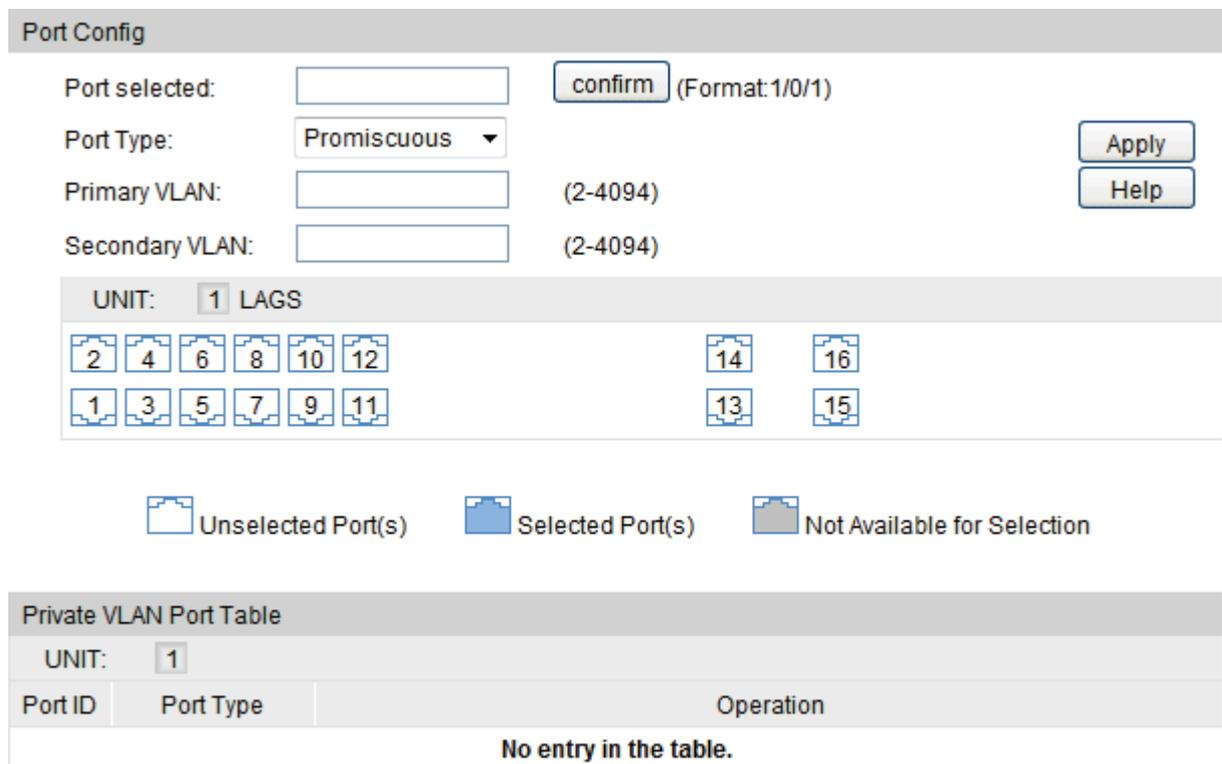 Port Config
Port selected: confirm (Format:1/0/1)
Port Type: Promiscuous Apply
Primary VLAN: (2-4094) Help
Secondary VLAN: (2-4094)
UNIT: 1 LAGS
2 4 6 8 10 12 14 16
1 3 5 7 9 11 13 15
Unselected Port(s) Selected Port(s) Not Available for Selection
Private VLAN Port Table
UNIT: 1
Port ID Port Type Operation
No entry in the table.